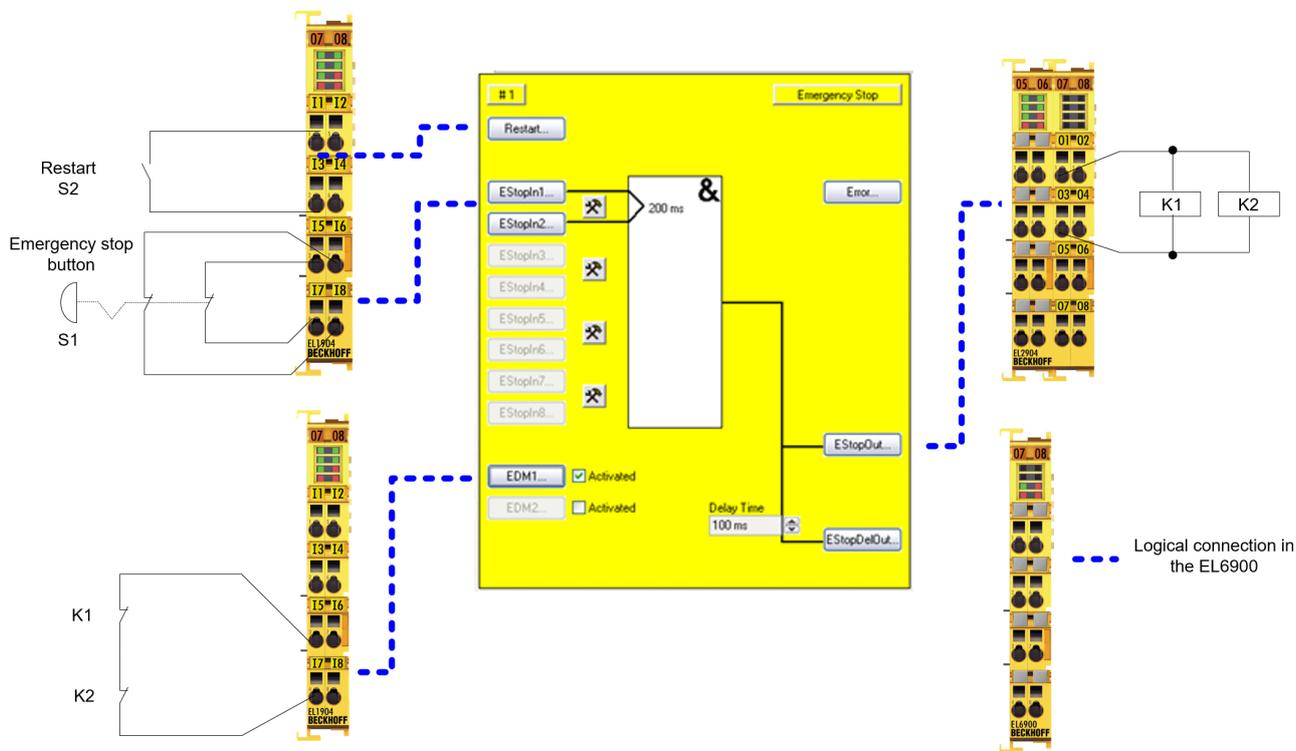 07_08
I1 I2
I3 I4
I5 I6
I7 I8
EL1904
BECKHOFF
Restart
S2
Emergency stop
button
S1
# 1
Emergency Stop
Restart...
EStopIn1...
EStopIn2...
EStopIn3...
EStopIn4...
EStopIn5...
EStopIn6...
EStopIn7...
EStopIn8...
200 ms
&
Error...
EStopOut...
EDM1...
Activated
EDM2...
Activated
Delay Time
100 ms
EStopDelOut...
05_06 07_08
01 02
03 04
05 06
07 08
EL2904
BECKHOFF
K1
K2
07_08
I1 I2
I3 I4
I5 I6
I7 I8
EL1904
BECKHOFF
K1
K2
07_08
EL6900
BECKHOFF
Logical connection in
the EL6900